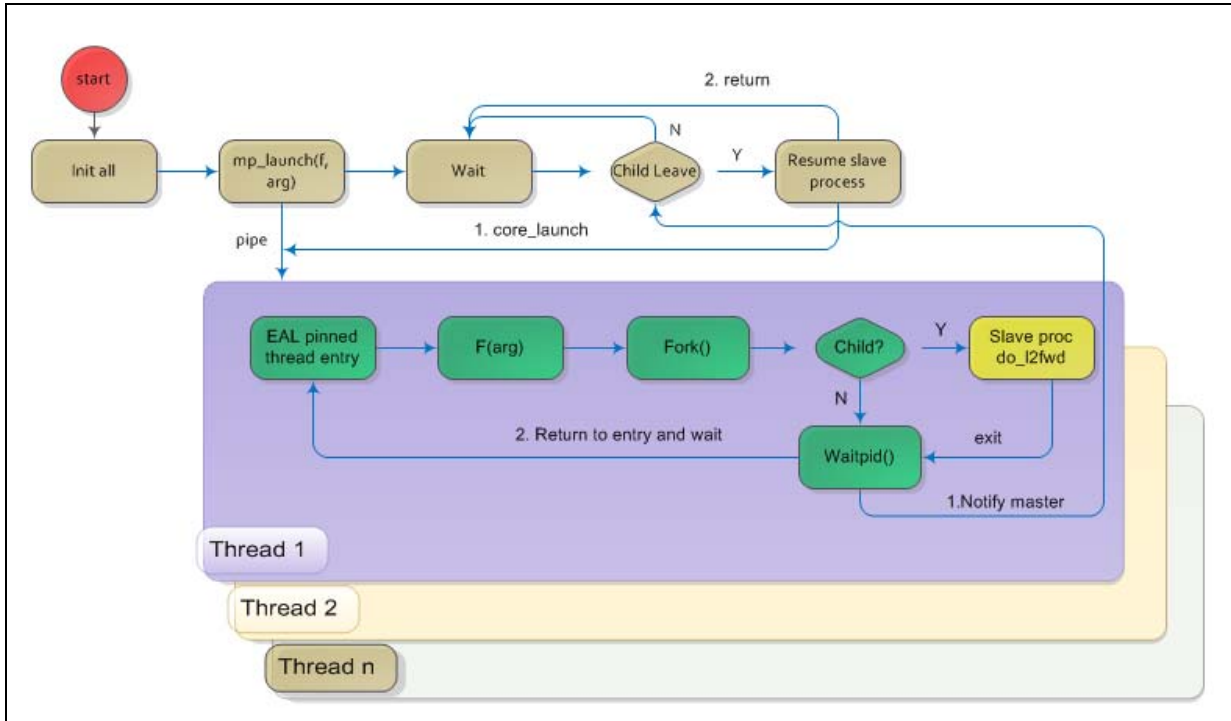 start
2. return
N
Init all
mp_launch(f,
arg)
Wait
Child Leave
Y
Resume slave
process
pipe
1. core_launch
EAL pinned
thread entry
F(arg)
Fork()
Child?
Y
Slave proc
do_l2fwd
N
2. Return to entry and wait
Waitpid()
exit
1.Notify master
Thread 1
Thread 2
Thread n